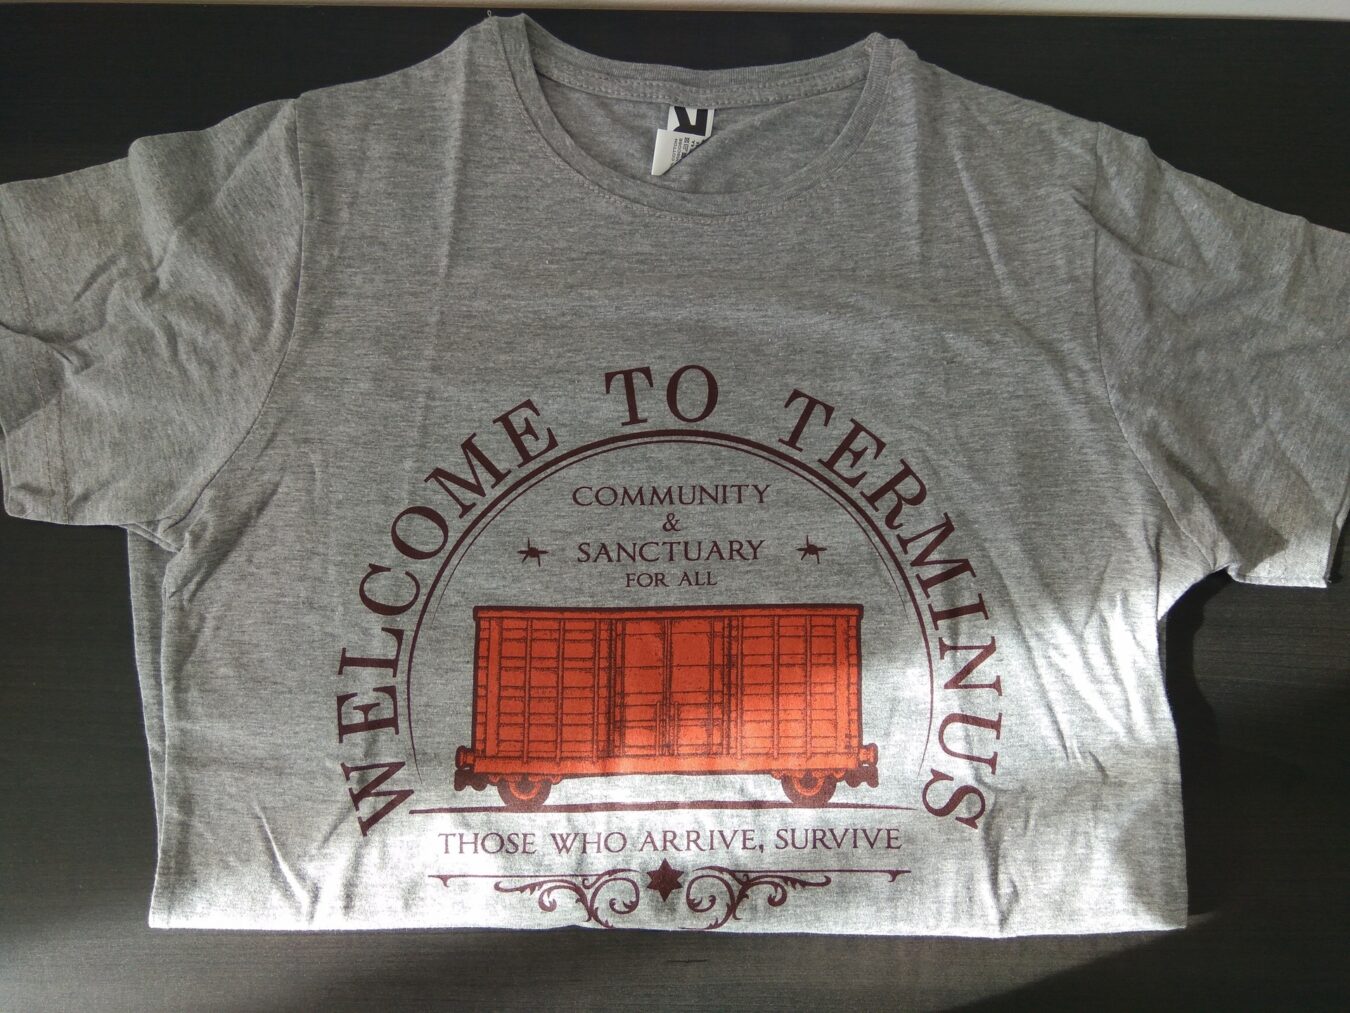 WELCOME TO TERMINUS
COMMUNITY
&
SANCTUARY
FOR ALL
THOSE WHO ARRIVE, SURVIVE